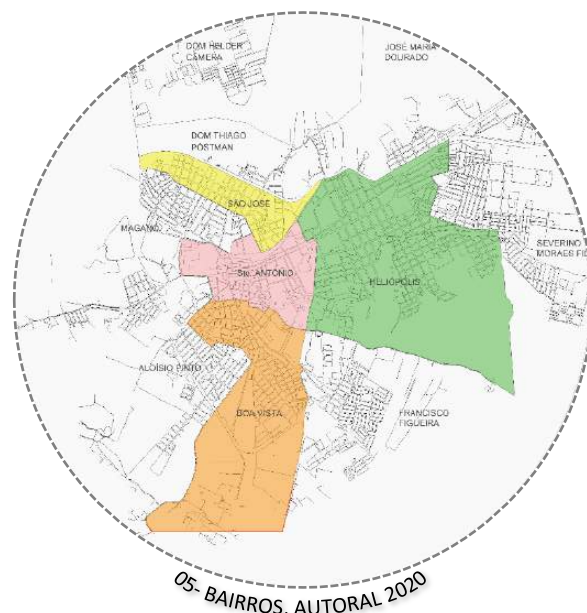 DOM HELDER
CÂMERA
JOSÉ MARIA
DOURADO
DOM THIAGO
POSTMAN
SÃO JOSÉ
MAGANO
SEVERINO
MORAES
Sto. ANTÔNIO
HELIÓPOLIS
ALOÍSIO PINTO
BOA VISTA
FRANCISCO
FIGUEIRA
05- BAIRROS, AUTORAL 2020